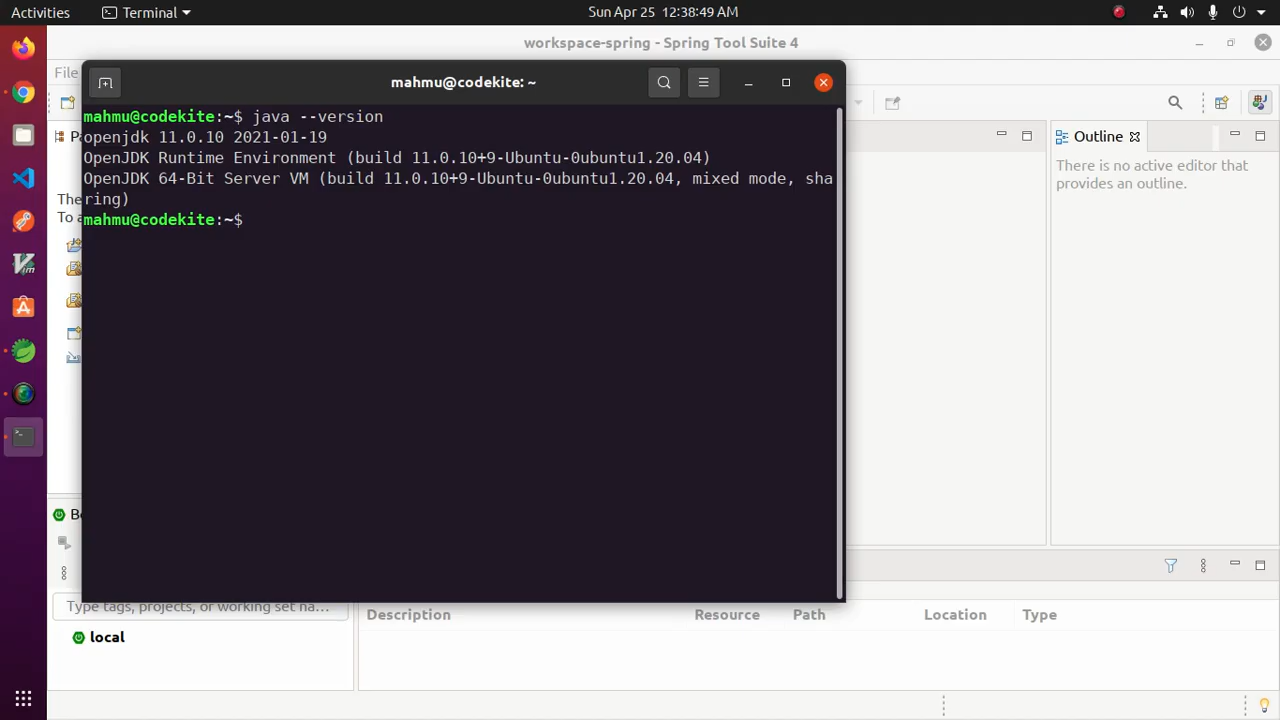 Activities
Terminal
Sun Apr 25 12:38:49 AM
workspace-spring - Spring Tool Suite 4
File
mahmu@codekite: ~
mahmu@codekite:~$ java --version
openjdk 11.0.10 2021-01-19
OpenJDK Runtime Environment (build 11.0.10+9-Ubuntu-0ubuntu1.20.04)
OpenJDK 64-Bit Server VM (build 11.0.10+9-Ubuntu-0ubuntu1.20.04, mixed mode, sha
ring)
mahmu@codekite:~$
Outline
There is no active editor that
provides an outline.
To a
Type tags, projects, or working set na...
local
Description Resource Path Location Type